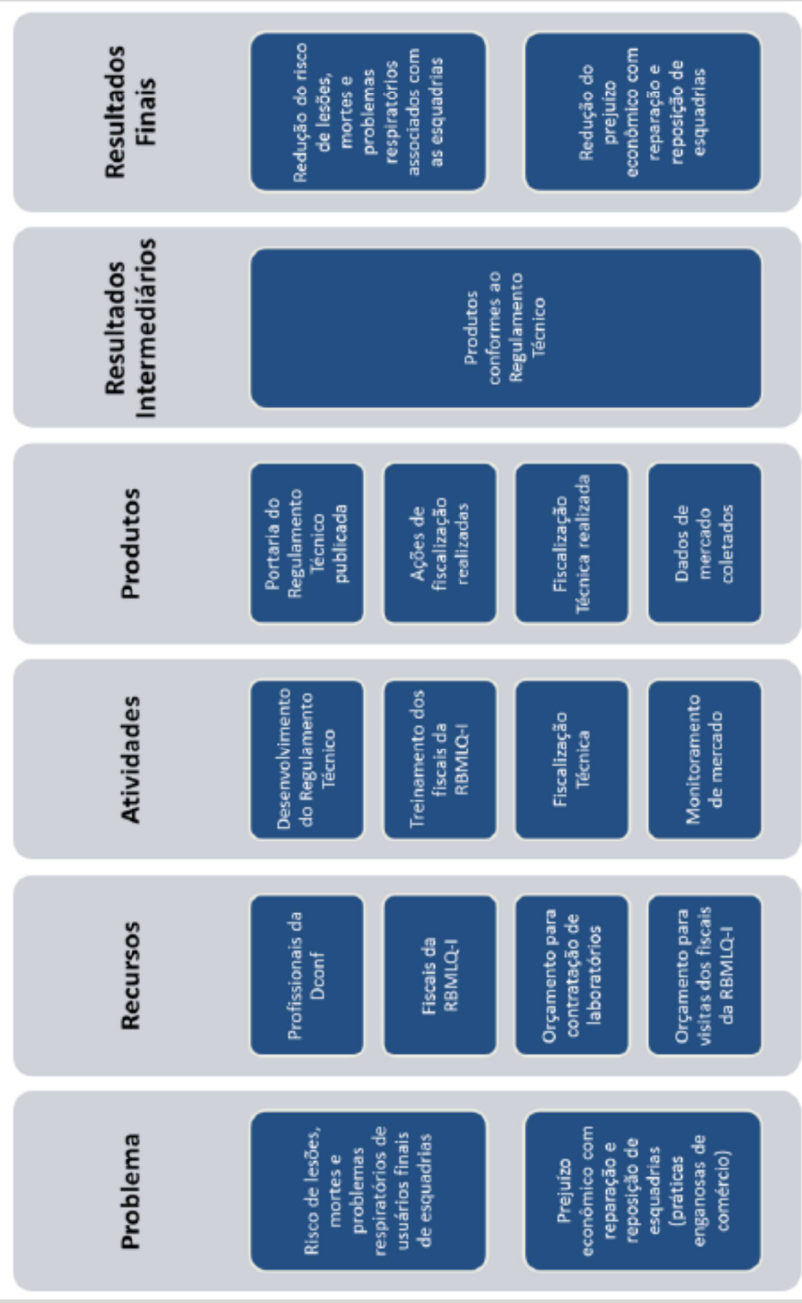 Problema
Risco de lesões,
mortes e
problemas
respiratórios de
usuários finais
de esquadrias
Prejuízo
econômico com
reparação e
reposição de
esquadrias
(práticas
enganosas de
comércio)
Recursos
Profissionais da
Dconf
Fiscais da
RBMLQ-I
Orçamento para
contratação de
laboratórios
Orçamento para
visitas dos fiscais
da RBMLQ-I
Atividades
Desenvolvimento
do Regulamento
Técnico
Treinamento dos
fiscais da
RBMLQ-I
Fiscalização
Técnica
Monitoramento
de mercado
Produtos
Portaria do
Regulamento
Técnico
publicada
Ações de
fiscalização
realizadas
Fiscalização
Técnica realizada
Dados de
mercado
coletados
Resultados
Intermediários
Produtos
conformes ao
Regulamento
Técnico
Resultados
Finais
Redução do risco
de lesões,
mortes e
problemas
respiratórios
associados com
as esquadrias
Redução do
prejuízo
econômico com
reparação e
reposição de
esquadrias